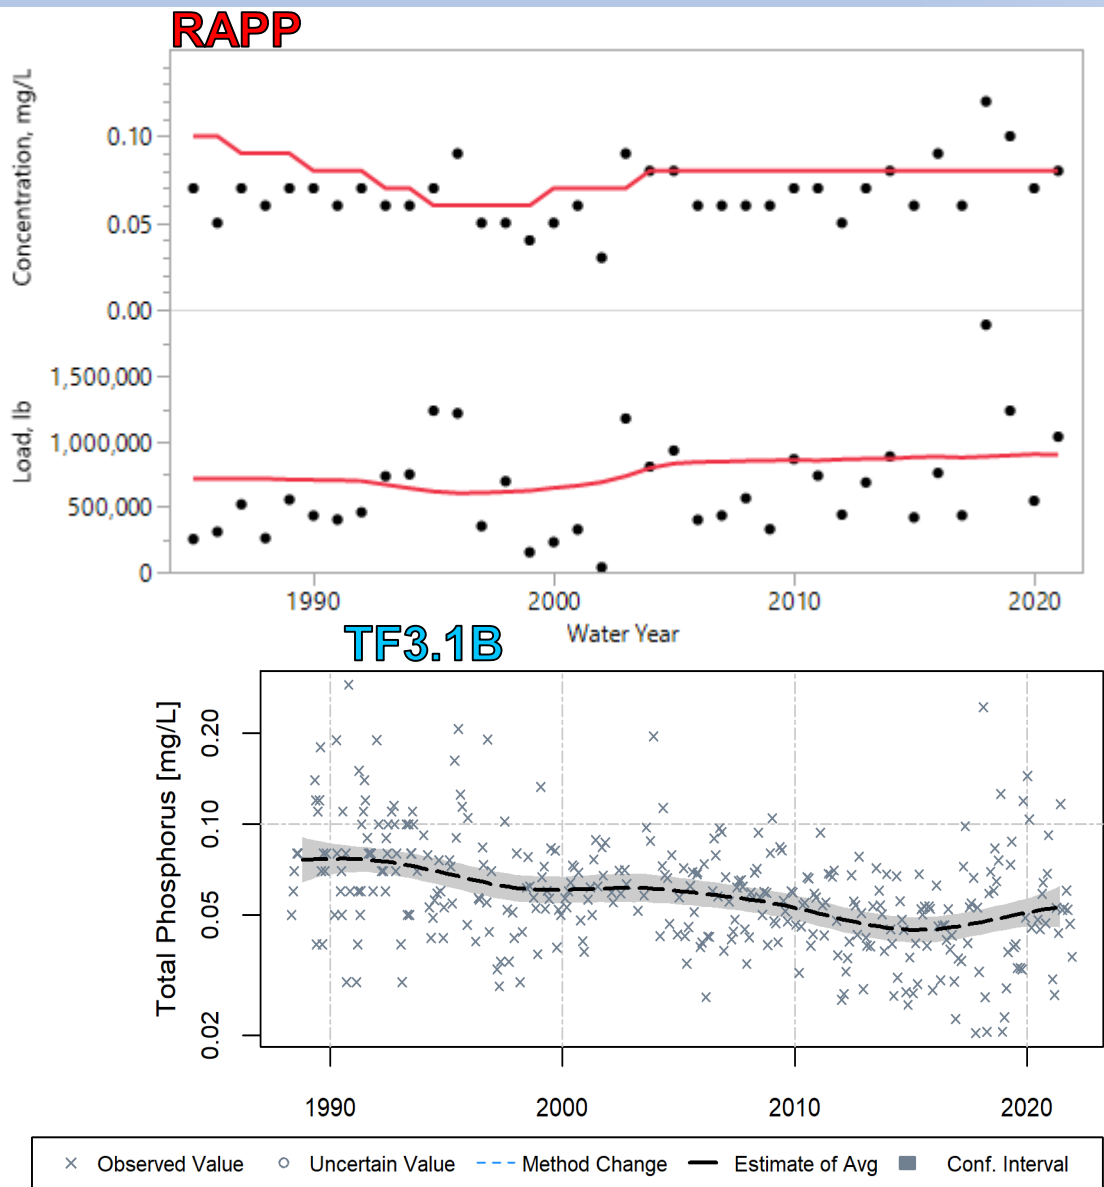 RAPP
Concentration, mg/L
0.10
0.05
0.00
Load, lb
1,500,000
1,000,000
500,000
0
1990 2000 2010 2020
Water Year
TF3.1B
Total Phosphorus [mg/L]
0.20
0.10
0.05
0.02
1990 2000 2010 2020
Observed Value Uncertain Value Method Change Estimate of Avg Conf. Interval